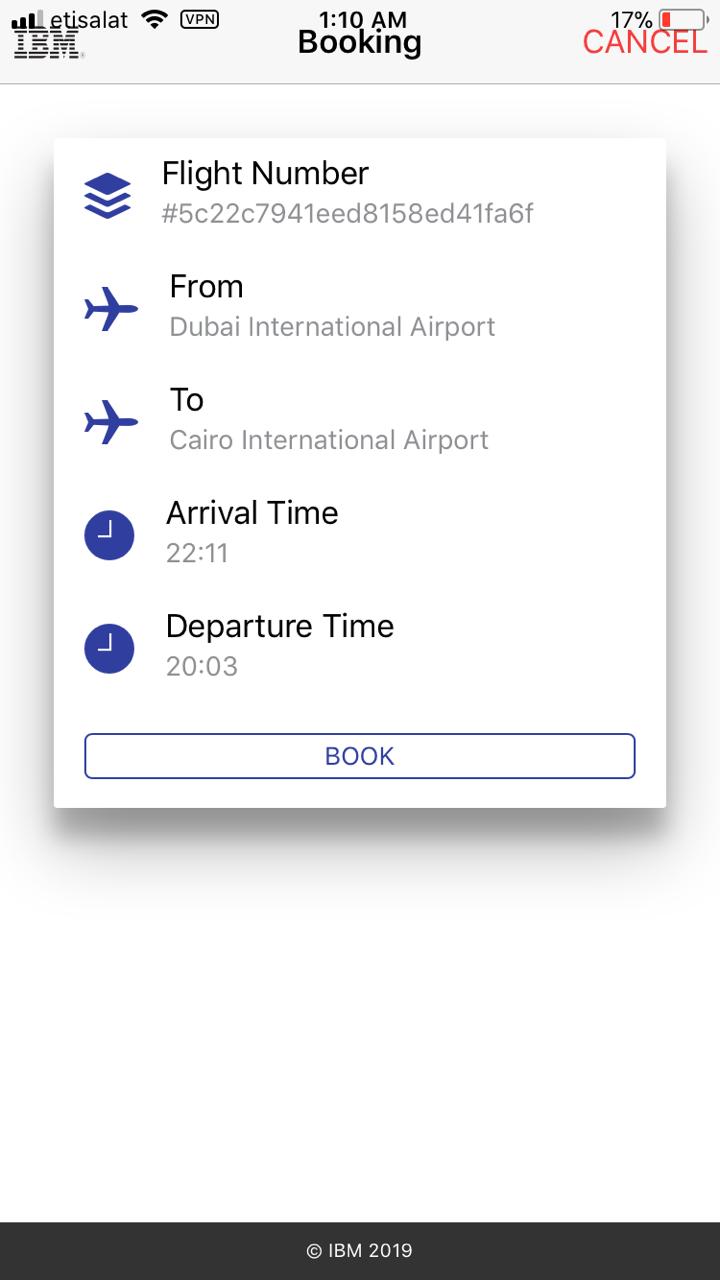 etisalat VPN 1:10 AM 17%
IBM Booking CANCEL
Flight Number
#5c22c7941eed8158ed41fa6f
From
Dubai International Airport
To
Cairo International Airport
Arrival Time
22:11
Departure Time
20:03
BOOK
© IBM 2019